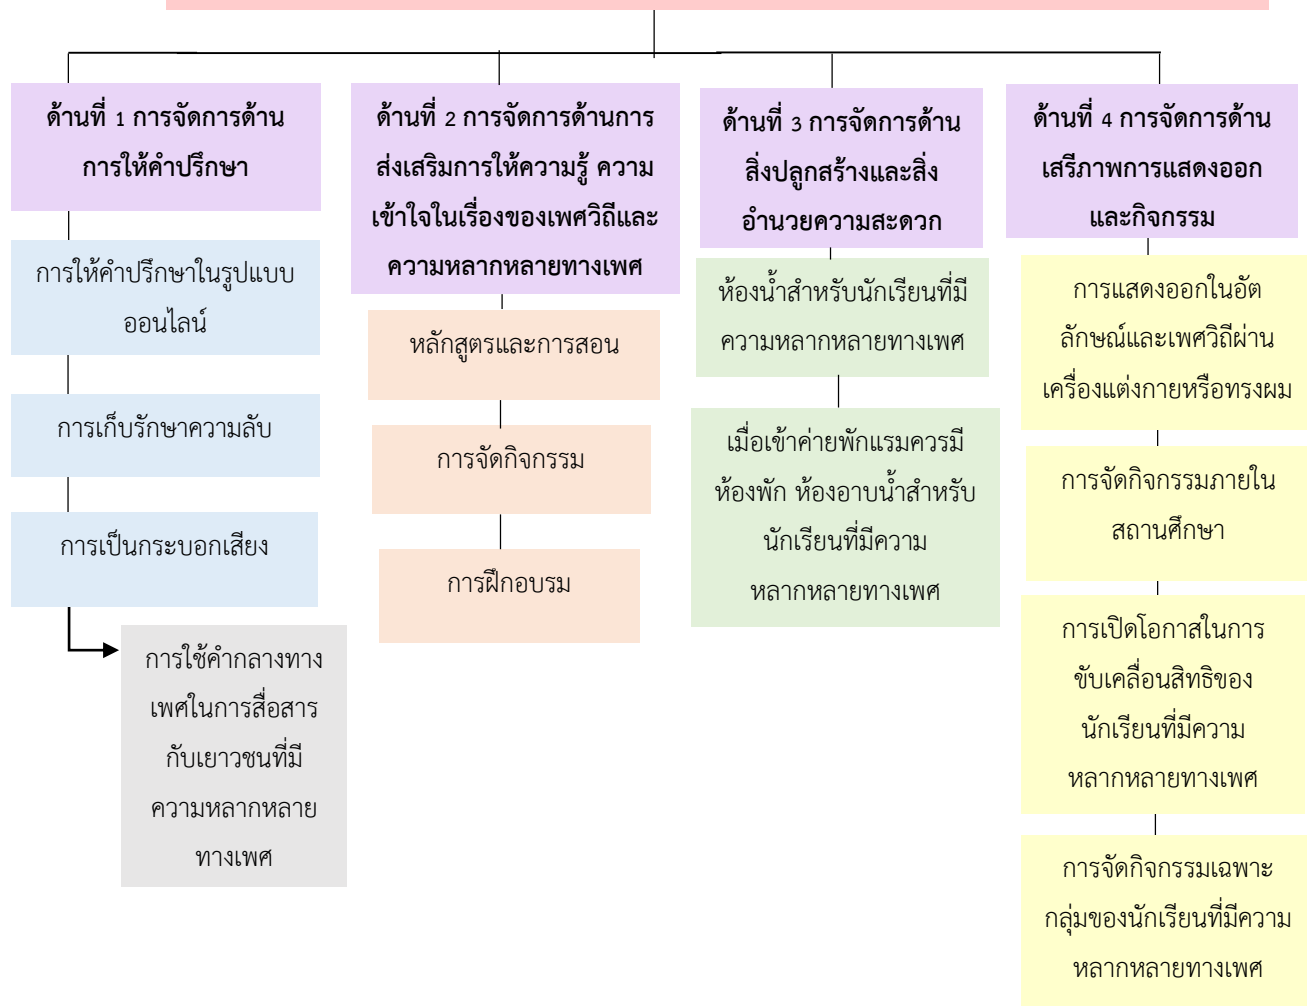 ด้านที่ 1 การจัดการด้าน
การให้คำปรึกษา
การให้คำปรึกษาในรูปแบบ
ออนไลน์
การเก็บรักษาความลับ
การเป็นกระบอกเสียง
การใช้คำกลางทาง
เพศในการสื่อสาร
กับเยาวชนที่มี
ความหลากหลาย
ทางเพศ
ด้านที่ 2 การจัดการด้านการ
ส่งเสริมการให้ความรู้ ความ
เข้าใจในเรื่องของเพศวิถีและ
ความหลากหลายทางเพศ
หลักสูตรและการสอน
การจัดกิจกรรม
การฝึกอบรม
ด้านที่ 3 การจัดการด้าน
สิ่งปลูกสร้างและสิ่ง
อำนวยความสะดวก
ห้องน้ำสำหรับนักเรียนที่มี
ความหลากหลายทางเพศ
เมื่อเข้าค่ายพักแรมควรมี
ห้องพัก ห้องอาบน้ำสำหรับ
นักเรียนที่มีความ
หลากหลายทางเพศ
ด้านที่ 4 การจัดการด้าน
เสรีภาพการแสดงออก
และกิจกรรม
การแสดงออกในอัต
ลักษณ์และเพศวิถีผ่าน
เครื่องแต่งกายหรือทรงผม
การจัดกิจกรรมภายใน
สถานศึกษา
การเปิดโอกาสในการ
ขับเคลื่อนสิทธิของ
นักเรียนที่มีความ
หลากหลายทางเพศ
การจัดกิจกรรมเฉพาะ
กลุ่มของนักเรียนที่มีความ
หลากหลายทางเพศ